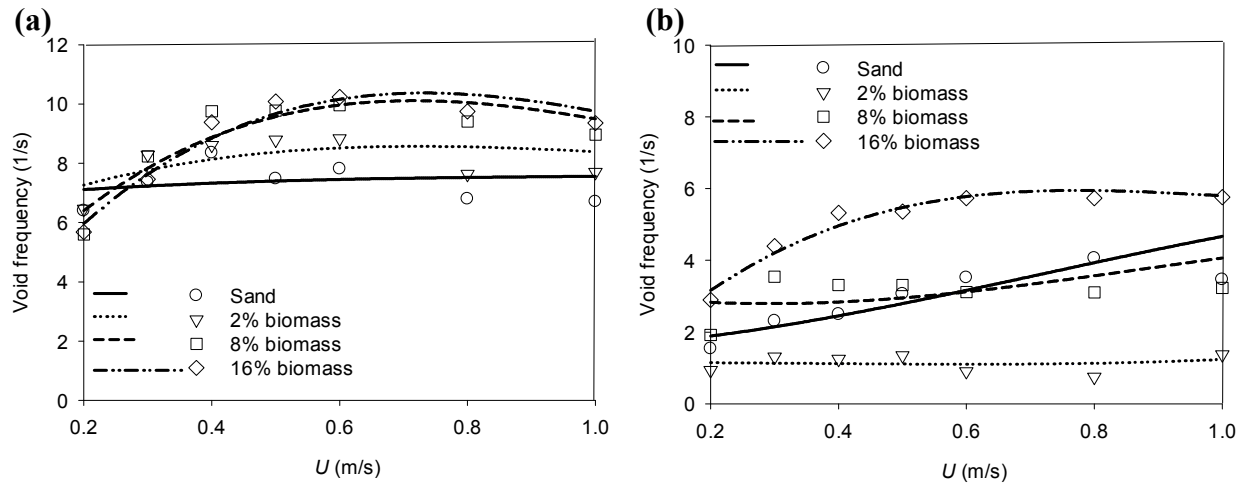 (a)
12
10
8
6
4
2
0
Void frequency (1/s)
Sand
2% biomass
8% biomass
16% biomass
0.2 0.4 0.6 0.8 1.0
U (m/s)
(b)
10
8
6
4
2
0
Void frequency (1/s)
Sand
2% biomass
8% biomass
16% biomass
0.2 0.4 0.6 0.8 1.0
U (m/s)